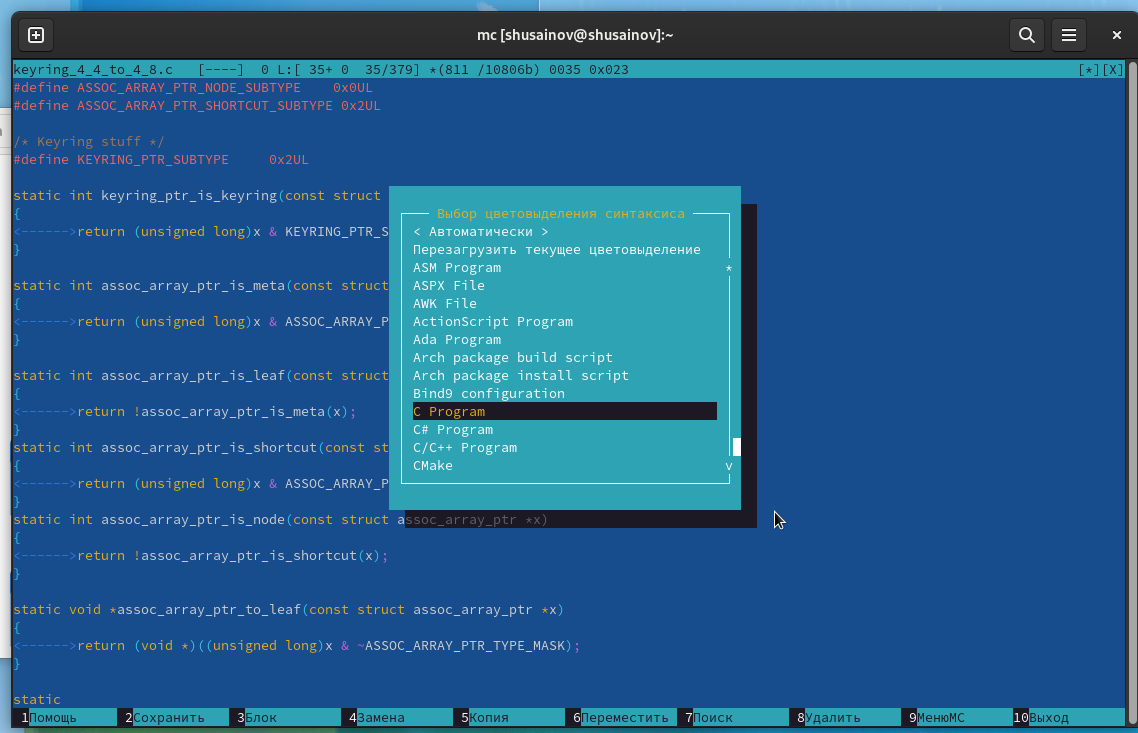 mc [shusainov@shusainov]:~
keyring_4_4_to_4_8.c [----] 0 L:[ 35+ 0 35/379] *(811 /10806b) 0035 0x023 [*][X]
#define ASSOC_ARRAY_PTR_NODE_SUBTYPE 0x0UL
#define ASSOC_ARRAY_PTR_SHORTCUT_SUBTYPE 0x2UL
/* Keyring stuff */
#define KEYRING_PTR_SUBTYPE 0x2UL
static int keyring_ptr_is_keyring(const struct
{
<------>return (unsigned long)x & KEYRING_PTR_S
}
static int assoc_array_ptr_is_meta(const struct
{
<------>return (unsigned long)x & ASSOC_ARRAY_P
}
static int assoc_array_ptr_is_leaf(const struct
{
<------>return !assoc_array_ptr_is_meta(x);
}
static int assoc_array_ptr_is_shortcut(const st
{
<------>return (unsigned long)x & ASSOC_ARRAY_P
}
static int assoc_array_ptr_is_node(const struct assoc_array_ptr *x)
{
<------>return !assoc_array_ptr_is_shortcut(x);
}
static void *assoc_array_ptr_to_leaf(const struct assoc_array_ptr *x)
{
<------>return (void *)((unsigned long)x & ~ASSOC_ARRAY_PTR_TYPE_MASK);
}
static
Выбор цветовыделения синтаксиса
< Автоматически >
Перезагрузить текущее цветовыделение
ASM Program *
ASPX File
AWK File
ActionScript Program
Ada Program
Arch package build script
Arch package install script
Bind9 configuration
C Program
C# Program
C/C++ Program
CMake v
1Помощь 2Сохранить 3Блок 4Замена 5Копия 6Переместить 7Поиск 8Удалить 9МенюMC 10Выход